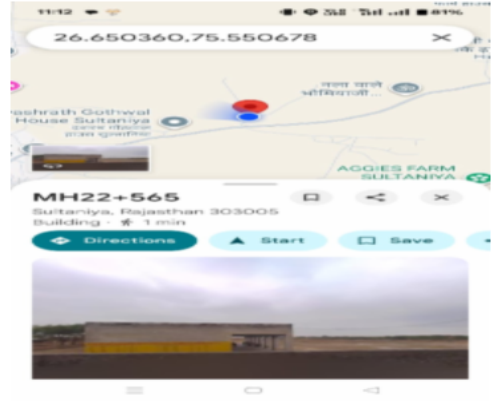 11:12
81%
26.650360,75.550678
ashrath Gothwal
House Sultaniya
नाला वाले
भोमियाजी...
AGGIES FARM
SULTANIYA
MH22+565
Sultaniya, Rajasthan 303005
Building · 1 min
Directions
Start
Save